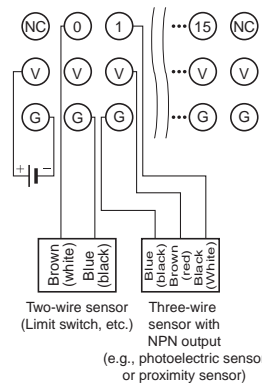 NC 0 1 ••• 15 NC
V V V ••• V V
G G G ••• G G
+ −
Brown (white)
Blue (black)
Blue (black)
Brown (red)
Black (White)
Two-wire sensor
(Limit switch, etc.)
Three-wire
sensor with
NPN output
(e.g., photoelectric senso
or proximity sensor)